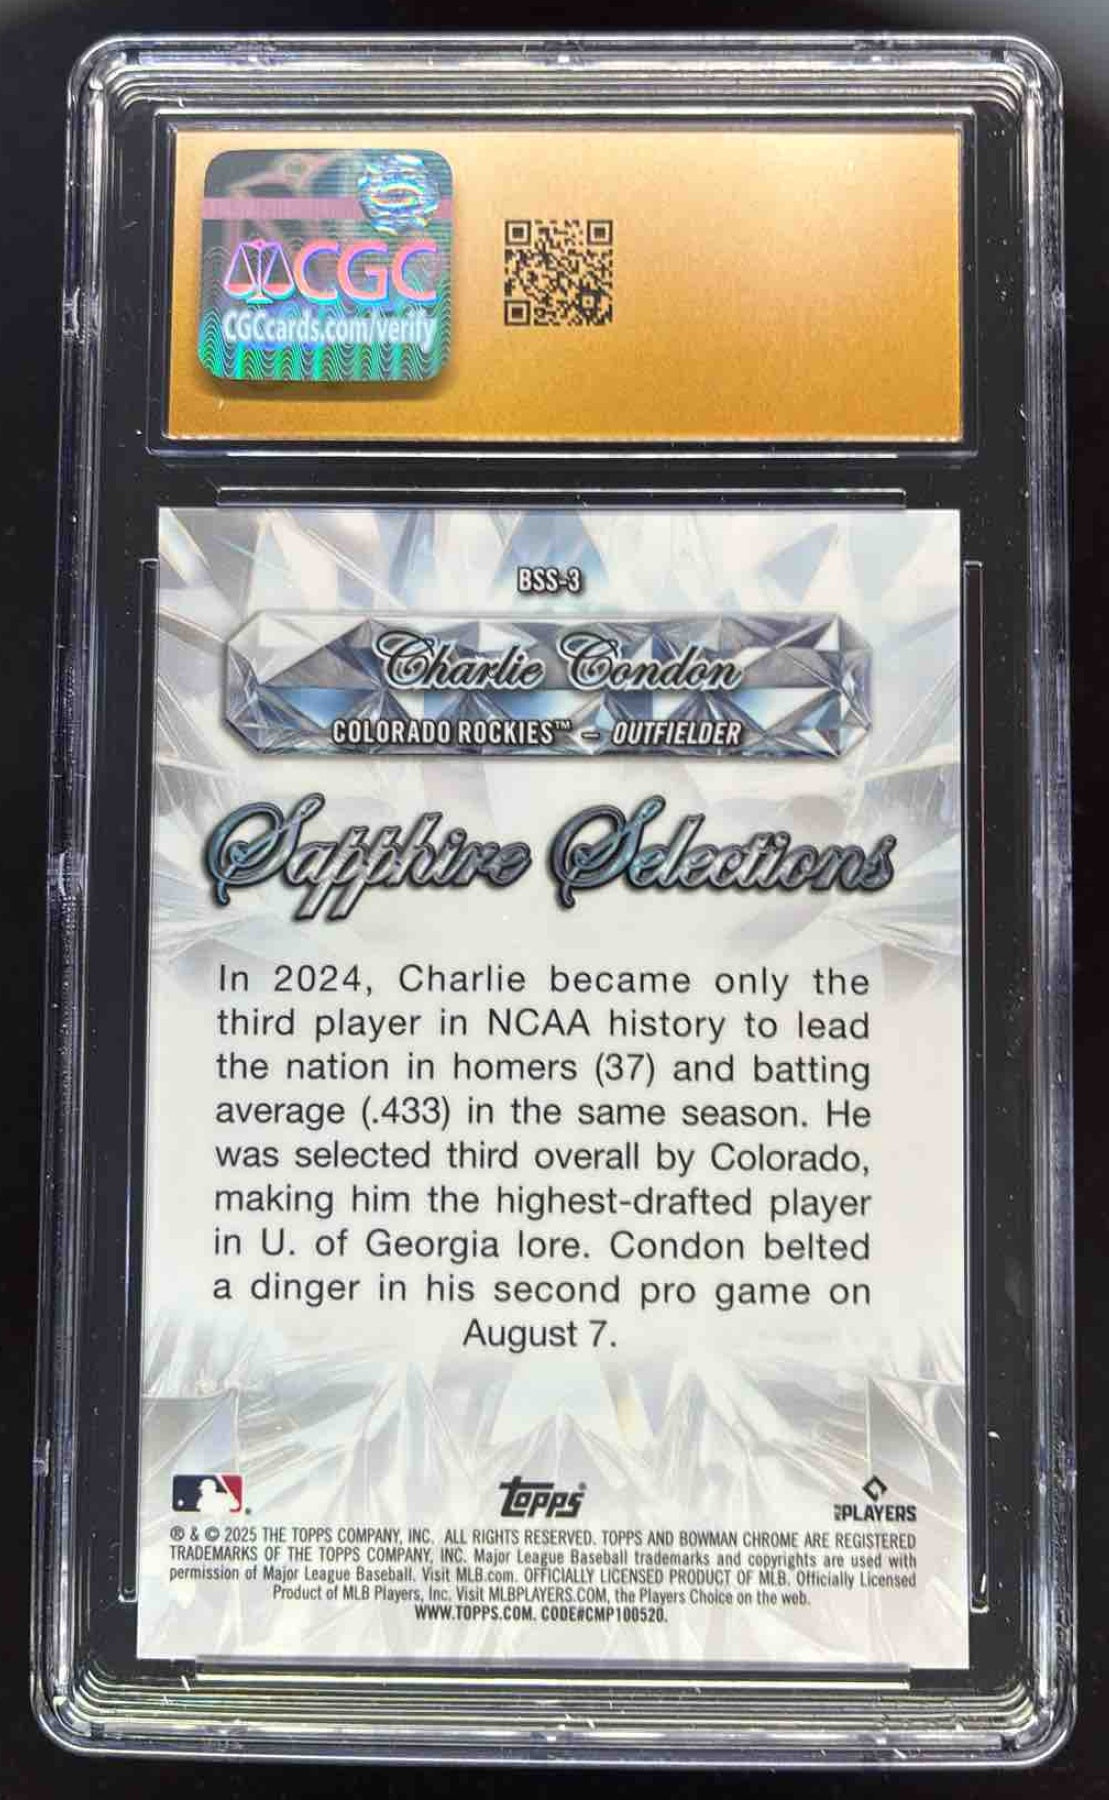 CGC
CGCcards.com/verify
BSS-3
Charlie Condon
COLORADO ROCKIES™ – OUTFIELDER
Sapphire Selections
In 2024, Charlie became only the
third player in NCAA history to lead
the nation in homers (37) and batting
average (.433) in the same season. He
was selected third overall by Colorado,
making him the highest-drafted player
in U. of Georgia lore. Condon belted
a dinger in his second pro game on
August 7.
topps®
MLBPLAYERS
® & © 2025 THE TOPPS COMPANY, INC. ALL RIGHTS RESERVED. TOPPS AND BOWMAN CHROME ARE REGISTERED
TRADEMARKS OF THE TOPPS COMPANY, INC. Major League Baseball trademarks and copyrights are used with
permission of Major League Baseball. Visit MLB.com. OFFICIALLY LICENSED PRODUCT OF MLB. Officially Licensed
Product of MLB Players, Inc. Visit MLBPLAYERS.COM, the Players Choice on the web.
WWW.TOPPS.COM. CODE#CMP100520.